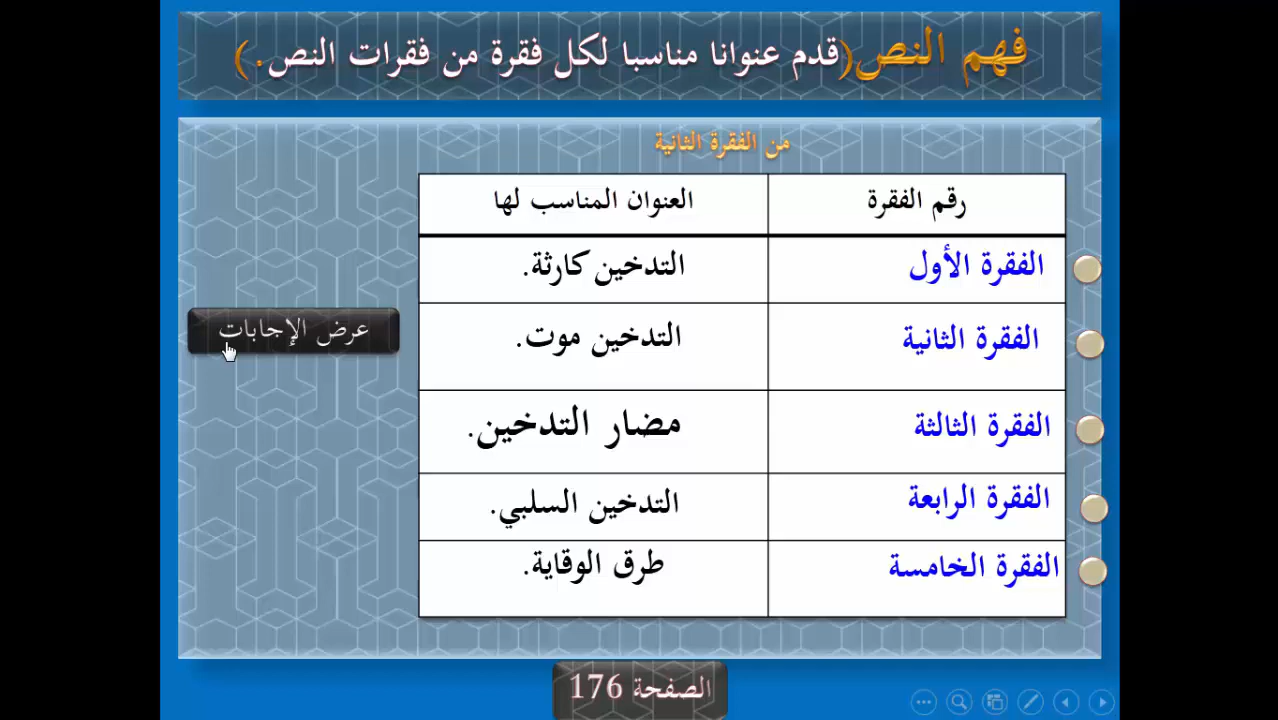 فهم النص(قدم عنوانا مناسبا لكل فقرة من فقرات النص.)
من الفقرة الثانية
رقم الفقرة العنوان المناسب لها
الفقرة الأول التدخين كارثة.
الفقرة الثانية التدخين موت.
عرض الإجابات
الفقرة الثالثة مضار التدخين.
الفقرة الرابعة التدخين السلبي.
الفقرة الخامسة طرق الوقاية.
الصفحة 176